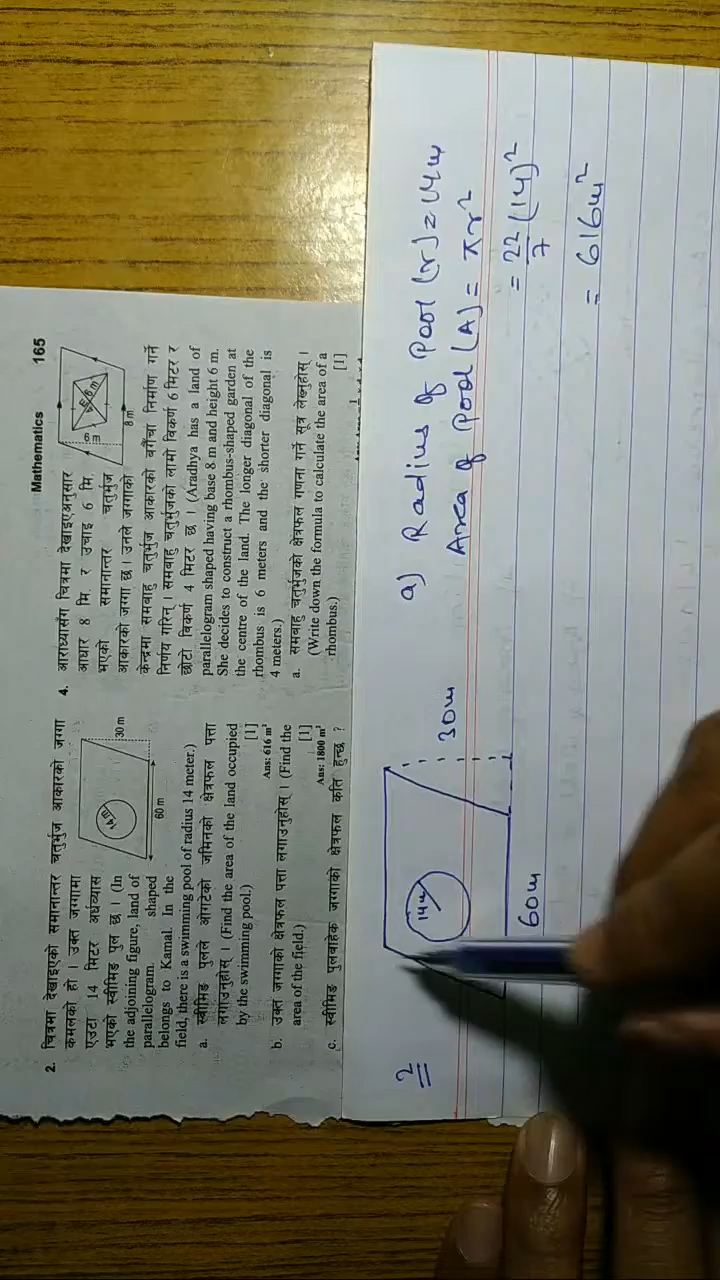 Mathematics 165
2. चित्रमा देखाइएको समानान्तर चतुर्भुज आकारको जग्गा
कमलको हो । उक्त जग्गामा
एउटा 14 मिटर अर्धव्यास
भएको स्वीमिङ पुल छ । (In
the adjoining figure, land of
parallelogram shaped
belongs to Kamal. In the
field, there is a swimming pool of radius 14 meter.)
14m
30 m
60 m
a. स्वीमिङ पुलले ओगटेको जमिनको क्षेत्रफल पत्ता
लगाउनुहोस् । (Find the area of the land occupied
by the swimming pool.) [1]
Ans: 616 m²
b. उक्त जग्गाको क्षेत्रफल पत्ता लगाउनुहोस् । (Find the
area of the field.) [1]
Ans: 1800 m²
c. स्वीमिङ पुलबाहेक जग्गाको क्षेत्रफल कति हुन्छ ?
4. आराध्यासँग चित्रमा देखाइएअनुसार
आधार 8 मि. र उचाइ 6 मि.
भएको समानान्तर चतुर्भुज
आकारको जग्गा छ । उनले जग्गाको
केन्द्रमा समबाहु चतुर्भुज आकारको बगैँचा निर्माण गर्ने
निर्णय गरिन् । समबाहु चतुर्भुजको लामो विकर्ण 6 मिटर र
छोटो विकर्ण 4 मिटर छ । (Aradhya has a land of
parallelogram shaped having base 8 m and height 6 m.
She decides to construct a rhombus-shaped garden at
the centre of the land. The longer diagonal of the
rhombus is 6 meters and the shorter diagonal is
4 meters.)
6 m
6 m
8 m
a. समबाहु चतुर्भुजको क्षेत्रफल गणना गर्ने सूत्र लेख्नुहोस् ।
(Write down the formula to calculate the area of a
rhombus.) [1]
2
14m
30m
60m
a) Radius of Pool (r) = 14m
Area of Pool (A) = πr²
= 22/7 (14)²
= 616m²